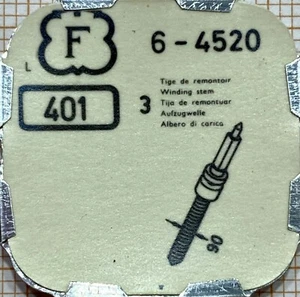 F
6-4520
L
401
3
Tige de remontoir
Winding stem
Tija de remontuar
Aufzugwelle
Albero di carica
90